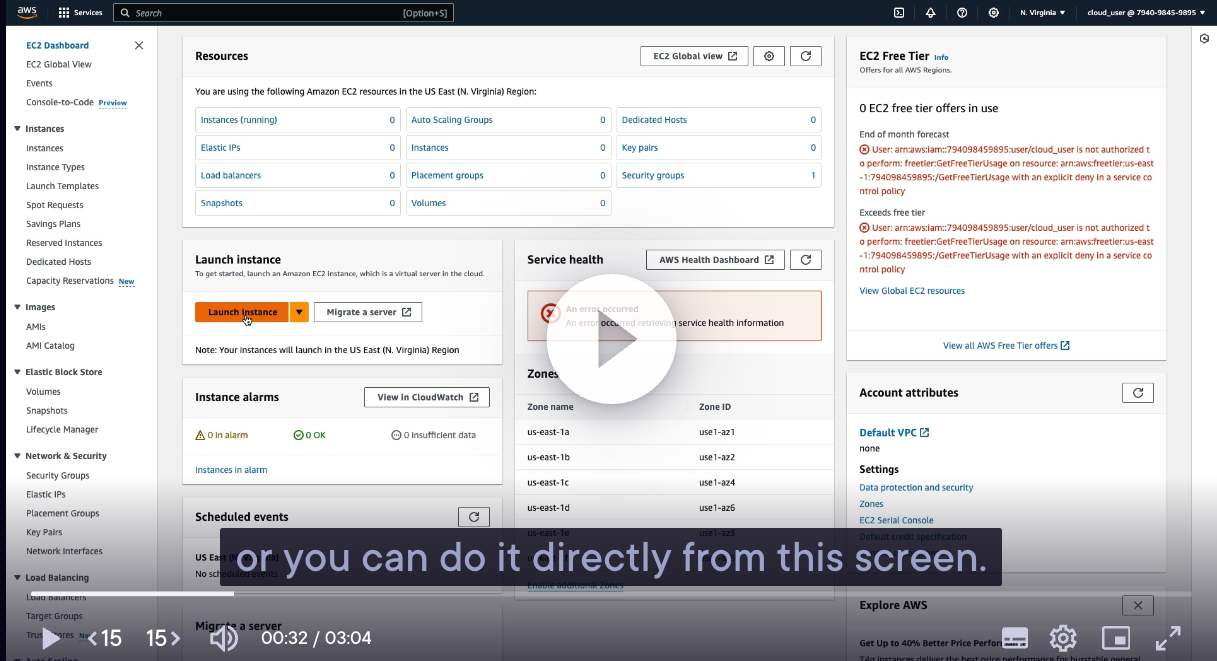 aws
Services
Search
[Option+S]
N. Virginia
cloud_user @ 7940-9845-9895
EC2 Dashboard
EC2 Global View
Events
Console-to-Code Preview
Instances
Instances
Instance Types
Launch Templates
Spot Requests
Savings Plans
Reserved Instances
Dedicated Hosts
Capacity Reservations New
Images
AMIs
AMI Catalog
Elastic Block Store
Volumes
Snapshots
Lifecycle Manager
Network & Security
Security Groups
Elastic IPs
Placement Groups
Key Pairs
Network Interfaces
Load Balancing
Load Balancers
Target Groups
Resources
EC2 Global view
You are using the following Amazon EC2 resources in the US East (N. Virginia) Region:
Instances (running) 0
Auto Scaling Groups 0
Dedicated Hosts 0
Elastic IPs 0
Instances 0
Key pairs 0
Load balancers 0
Placement groups 0
Security groups 1
Snapshots 0
Volumes 0
Launch instance
To get started, launch an Amazon EC2 instance, which is a virtual server in the cloud.
Launch instance
Migrate a server
Note: Your instances will launch in the US East (N. Virginia) Region
Instance alarms
View in CloudWatch
0 in alarm
0 OK
0 insufficient data
Instances in alarm
Scheduled events
US East
No scheduled events
Migrate a server
Service health
AWS Health Dashboard
An error occurred
An error occurred retrieving service health information
Zones
Zone name
Zone ID
us-east-1a
use1-az1
us-east-1b
use1-az2
us-east-1c
use1-az4
us-east-1d
use1-az6
us-east-1e
use1-az3
Enable additional Zones
EC2 Free Tier Info
Offers for all AWS Regions.
0 EC2 free tier offers in use
End of month forecast
User: arn:aws:iam::794098459895:user/cloud_user is not authorized t
o perform: freetier:GetFreeTierUsage on resource: arn:aws:freetier:us-east
-1:794098459895:/GetFreeTierUsage with an explicit deny in a service co
ntrol policy
Exceeds free tier
User: arn:aws:iam::794098459895:user/cloud_user is not authorized t
o perform: freetier:GetFreeTierUsage on resource: arn:aws:freetier:us-east
-1:794098459895:/GetFreeTierUsage with an explicit deny in a service co
ntrol policy
View Global EC2 resources
View all AWS Free Tier offers
Account attributes
Default VPC
none
Settings
Data protection and security
Zones
EC2 Serial Console
Default credit specification
Explore AWS
Get Up to 40% Better Price
T4g instances deliver the best price performance for burstable general
or you can do it directly from this screen.
15
15
00:32 / 03:04